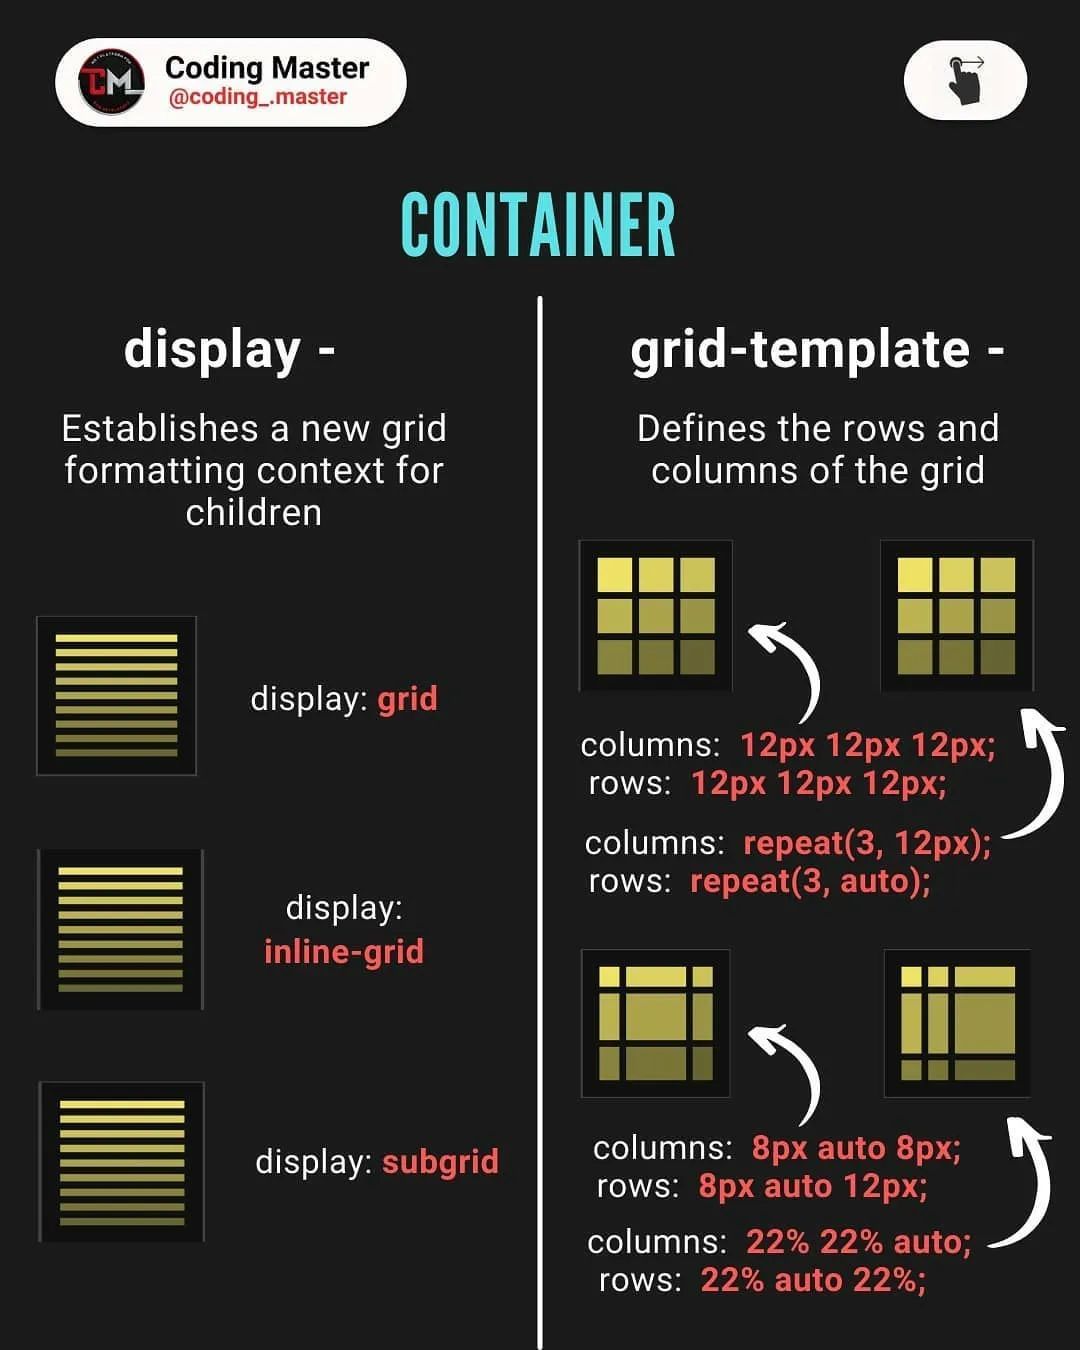 Coding Master
@coding_.master
CONTAINER
display -
Establishes a new grid
formatting context for
children
display: grid
display:
inline-grid
display: subgrid
grid-template -
Defines the rows and
columns of the grid
columns: 12px 12px 12px;
rows: 12px 12px 12px;
columns: repeat(3, 12px);
rows: repeat(3, auto);
columns: 8px auto 8px;
rows: 8px auto 12px;
columns: 22% 22% auto;
rows: 22% auto 22%;